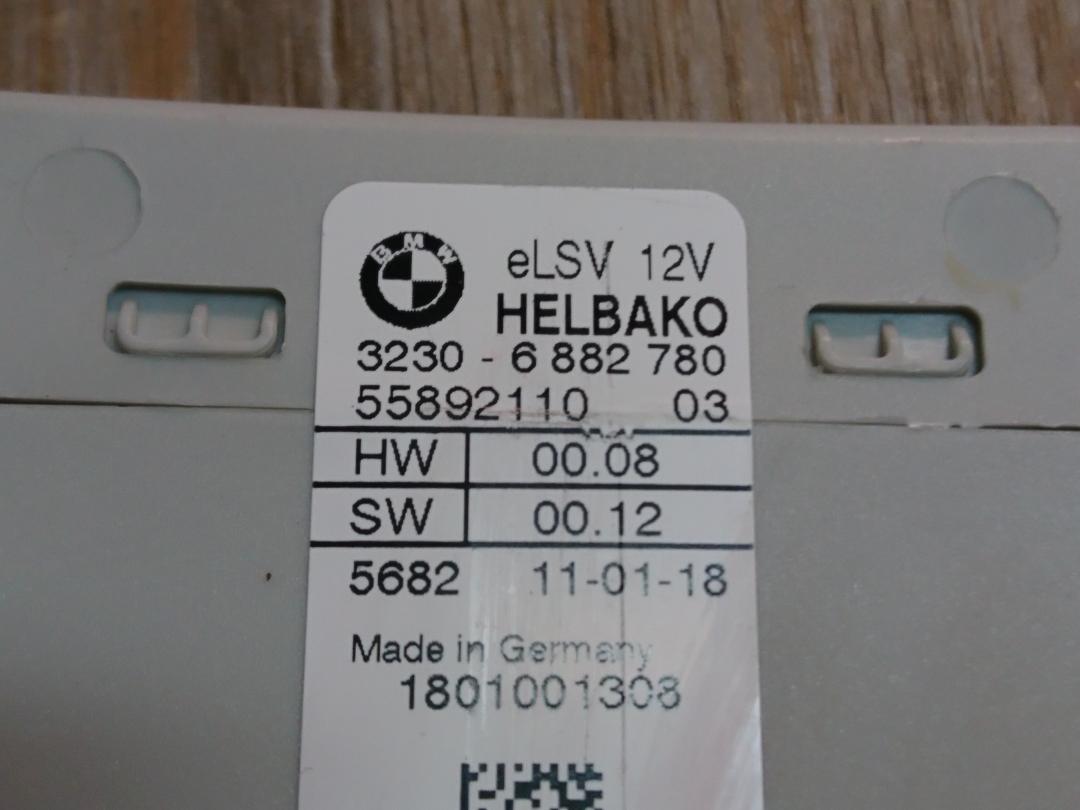 BMW
eLSV 12V
HELBAKO
3230 - 6 882 780
55892110 03
HW 00.08
SW 00.12
5682 11-01-18
Made in Germany
1801001308